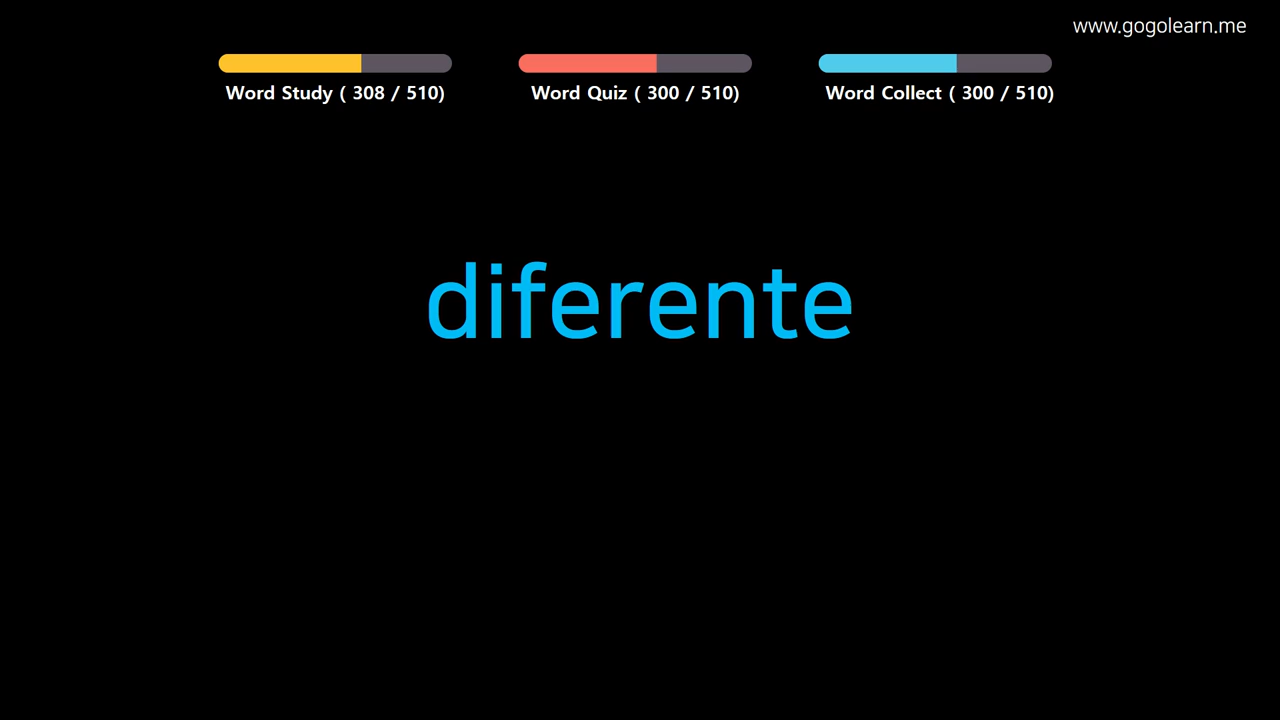 www.gogolearn.me
Word Study ( 308 / 510)
Word Quiz ( 300 / 510)
Word Collect ( 300 / 510)
diferente